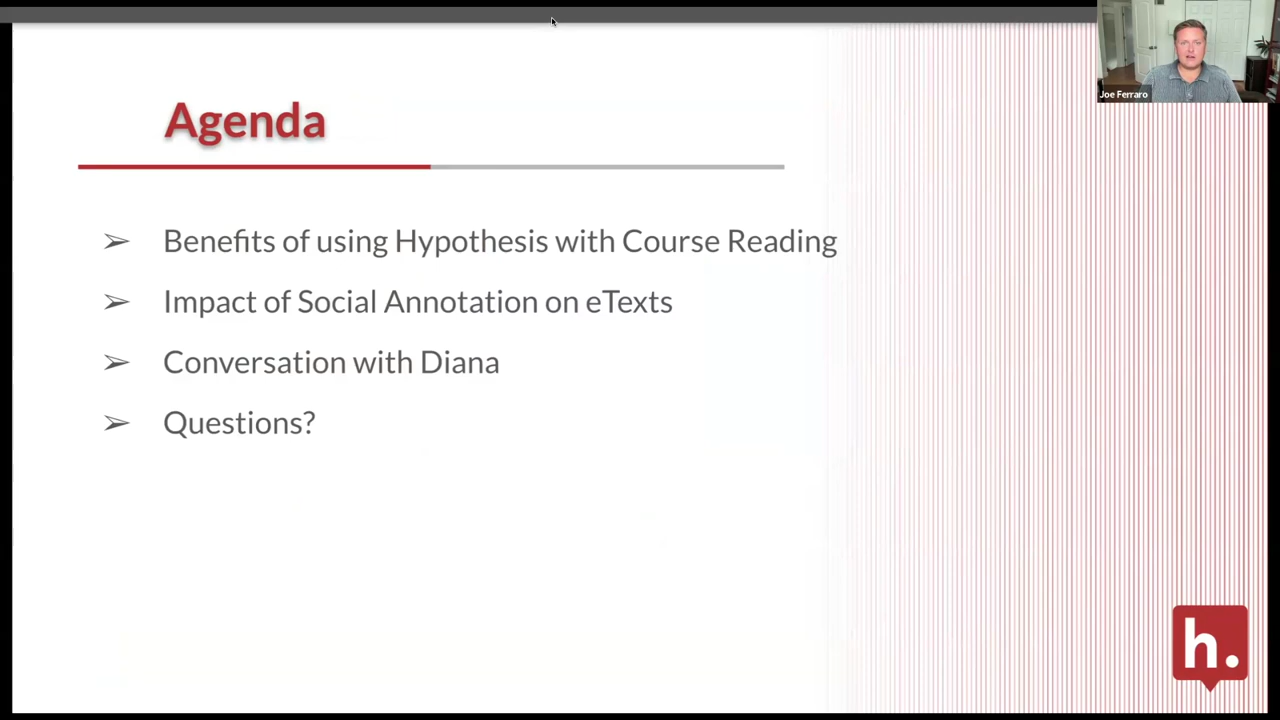 Joe Ferraro
Agenda
➢ Benefits of using Hypothesis with Course Reading
➢ Impact of Social Annotation on eTexts
➢ Conversation with Diana
➢ Questions?
h.